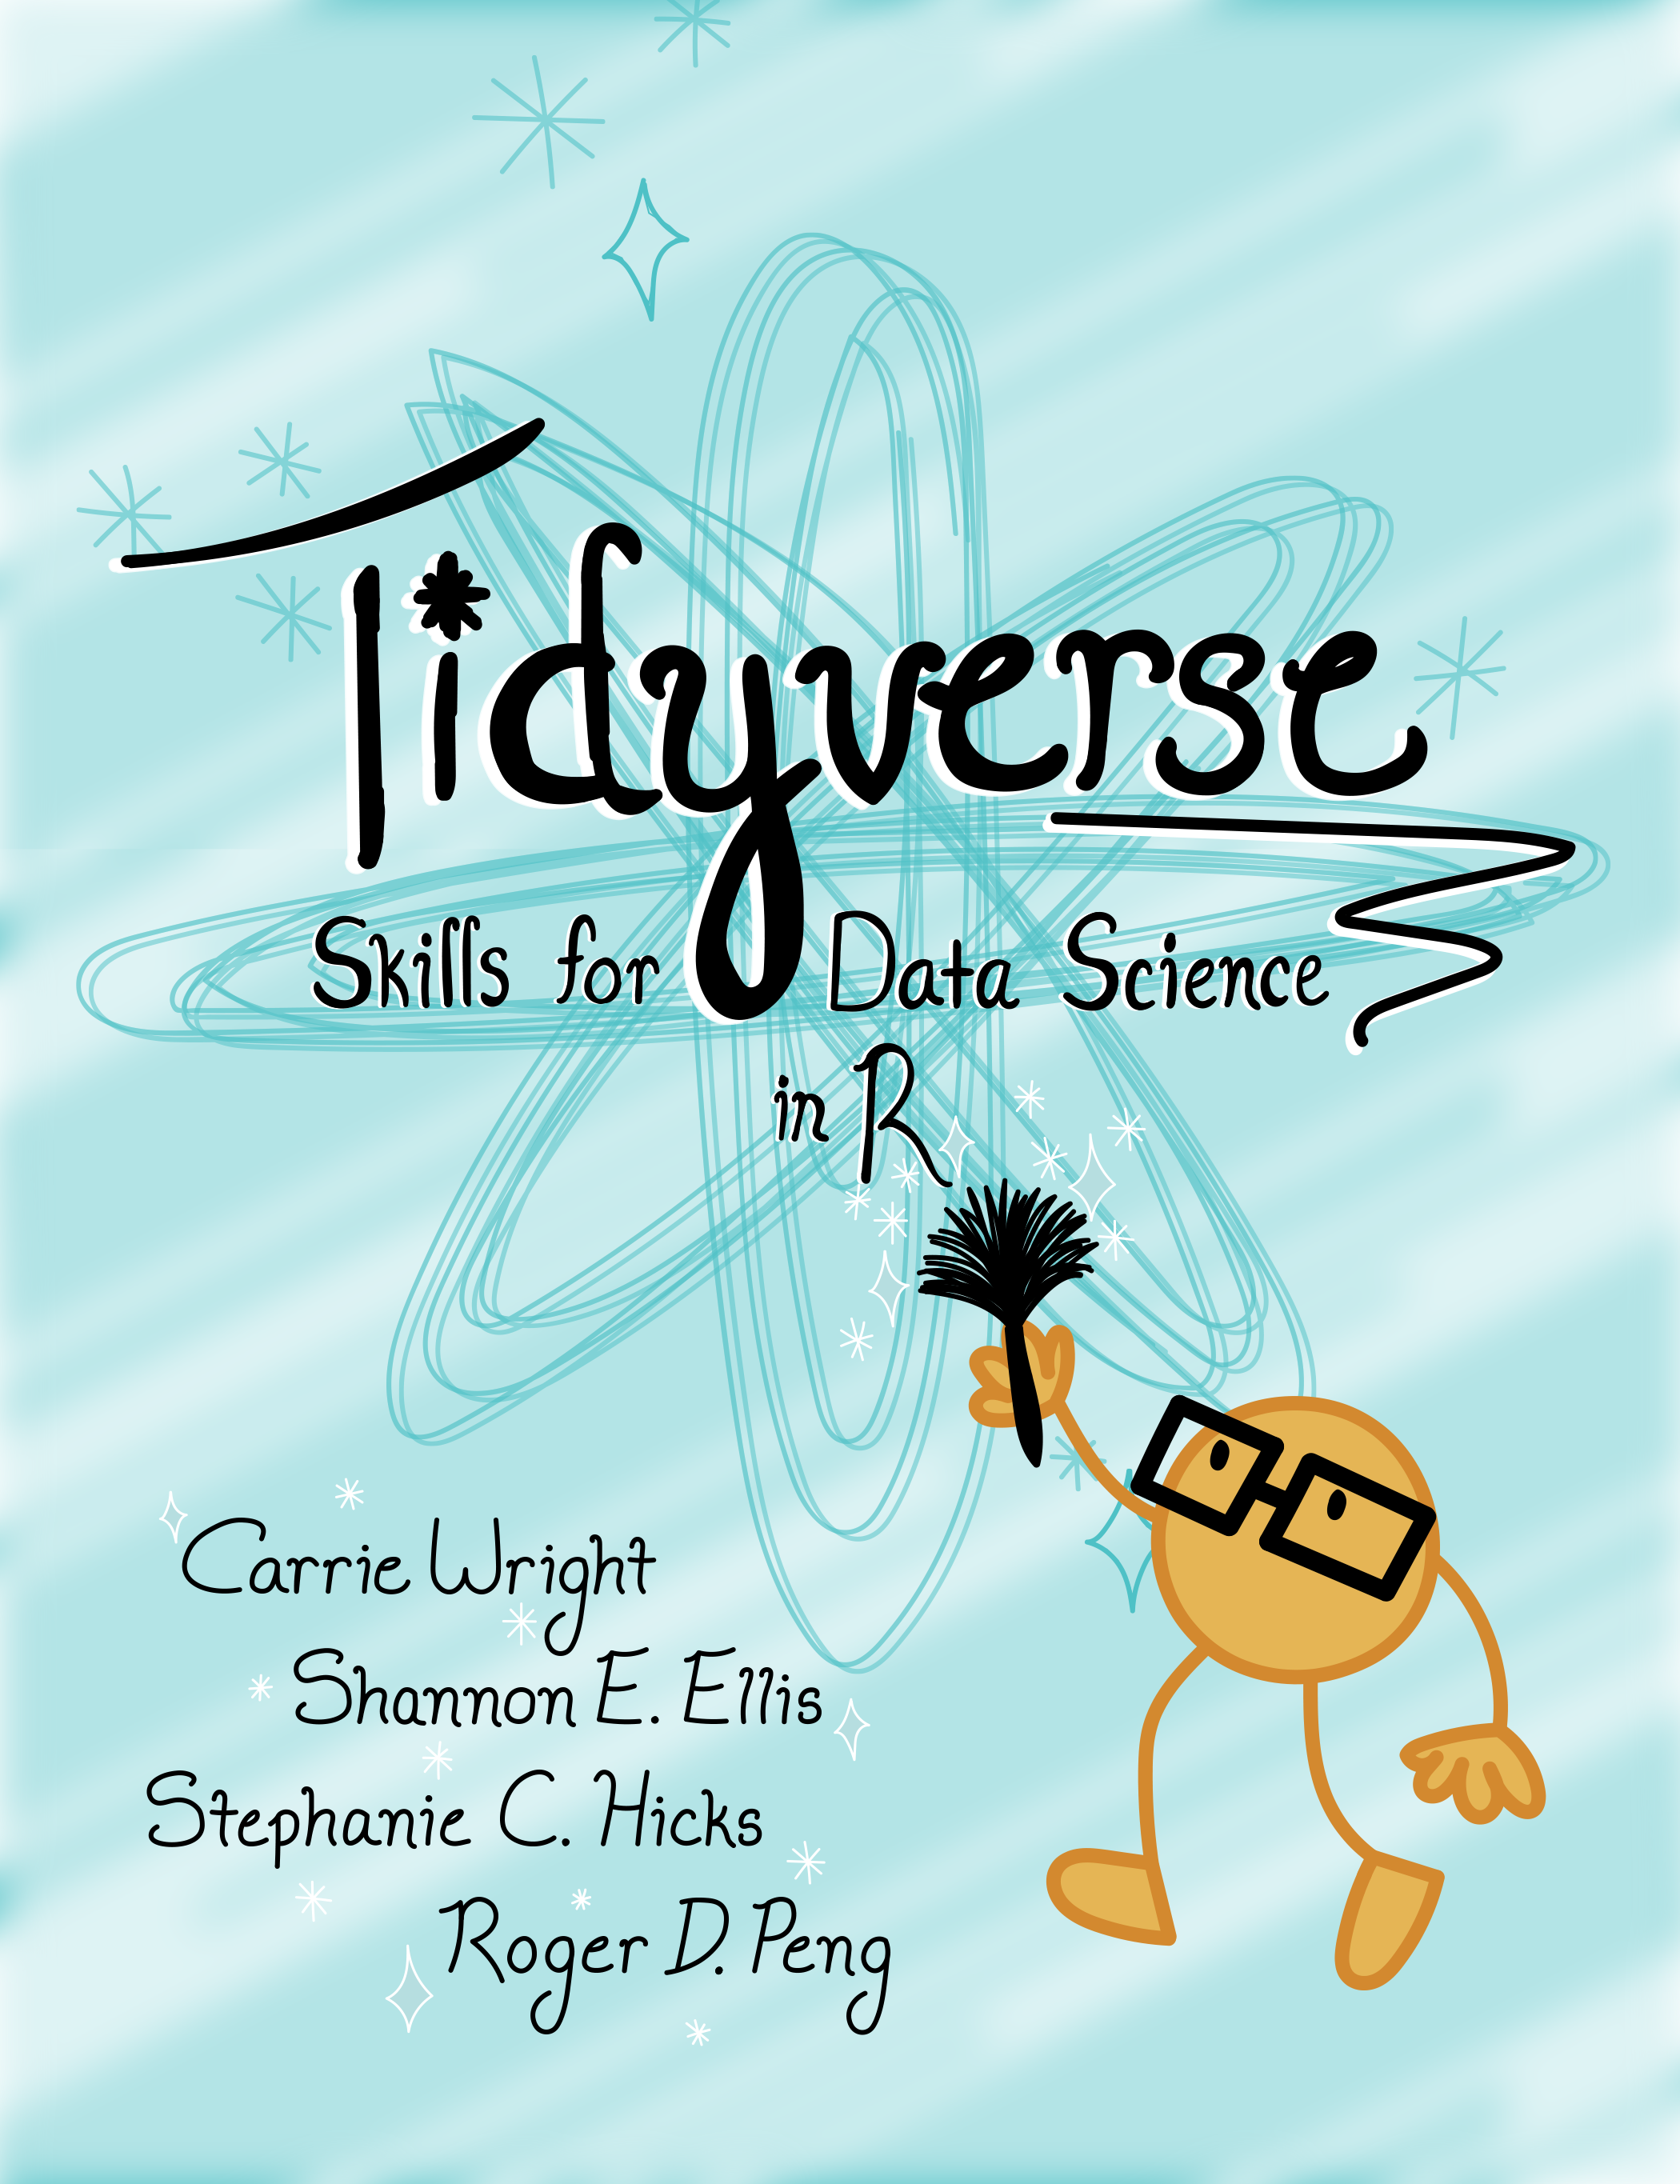 Tidyverse
Skills for Data Science
in R
Carrie Wright
Shannon E. Ellis
Stephanie C. Hicks
Roger D. Peng